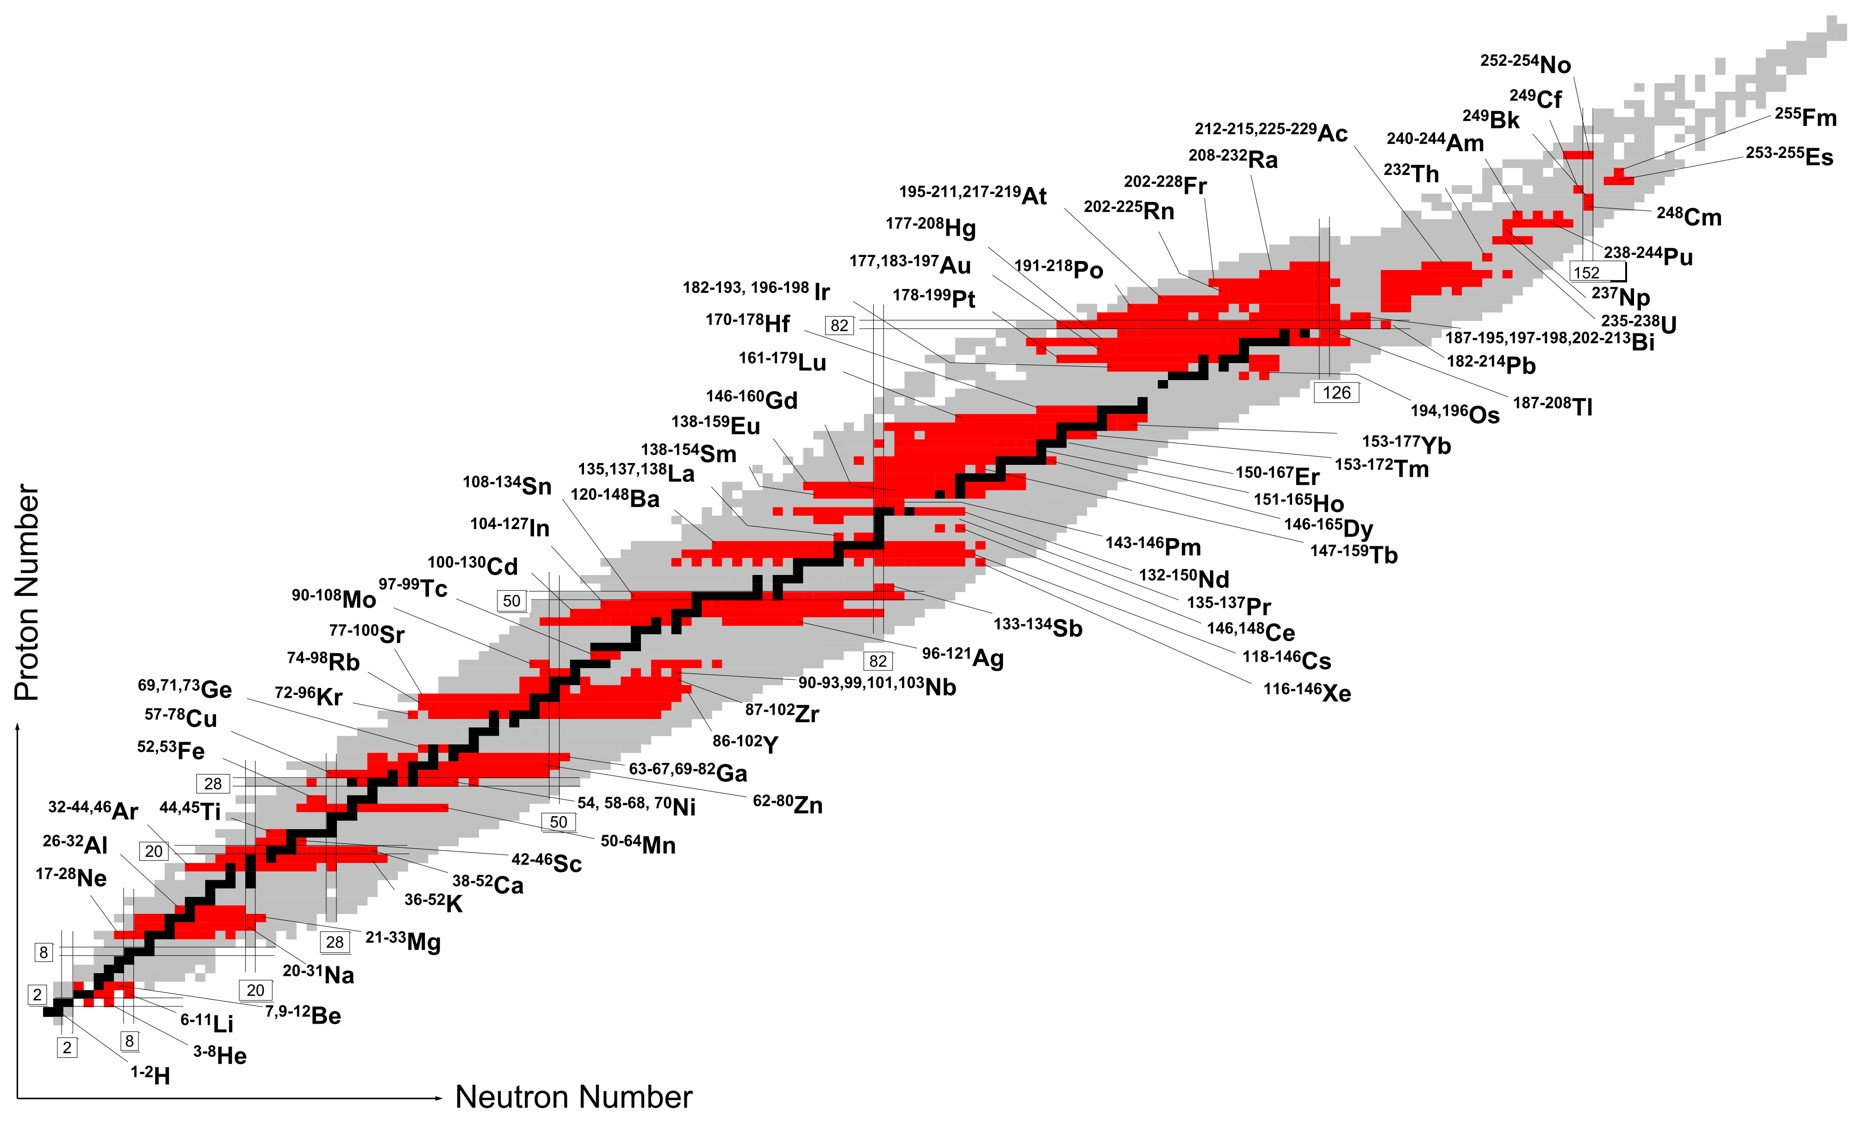 252-254No
249Cf
249Bk
255Fm
212-215,225-229Ac
240-244Am
253-255Es
208-232Ra
232Th
202-228Fr
195-211,217-219At
202-225Rn
248Cm
177-208Hg
238-244Pu
177,183-197Au
191-218Po
152
182-193, 196-198 Ir
178-199Pt
237Np
170-178Hf
82
235-238U
187-195,197-198,202-213Bi
161-179Lu
182-214Pb
126
146-160Gd
187-208Tl
194,196Os
138-159Eu
153-177Yb
138-154Sm
153-172Tm
135,137,138La
150-167Er
108-134Sn
120-148Ba
151-165Ho
104-127In
146-165Dy
143-146Pm
147-159Tb
100-130Cd
132-150Nd
97-99Tc
90-108Mo
50
135-137Pr
133-134Sb
146,148Ce
77-100Sr
96-121Ag
82
118-146Cs
74-98Rb
90-93,99,101,103Nb
116-146Xe
69,71,73Ge
72-96Kr
87-102Zr
57-78Cu
86-102Y
52,53Fe
63-67,69-82Ga
28
62-80Zn
54, 58-68, 70Ni
32-44,46Ar
44,45Ti
50
26-32Al
20
50-64Mn
42-46Sc
17-28Ne
38-52Ca
36-52K
8
28
21-33Mg
20-31Na
2
20
7,9-12Be
6-11Li
2
8
3-8He
1-2H
Proton Number
Neutron Number